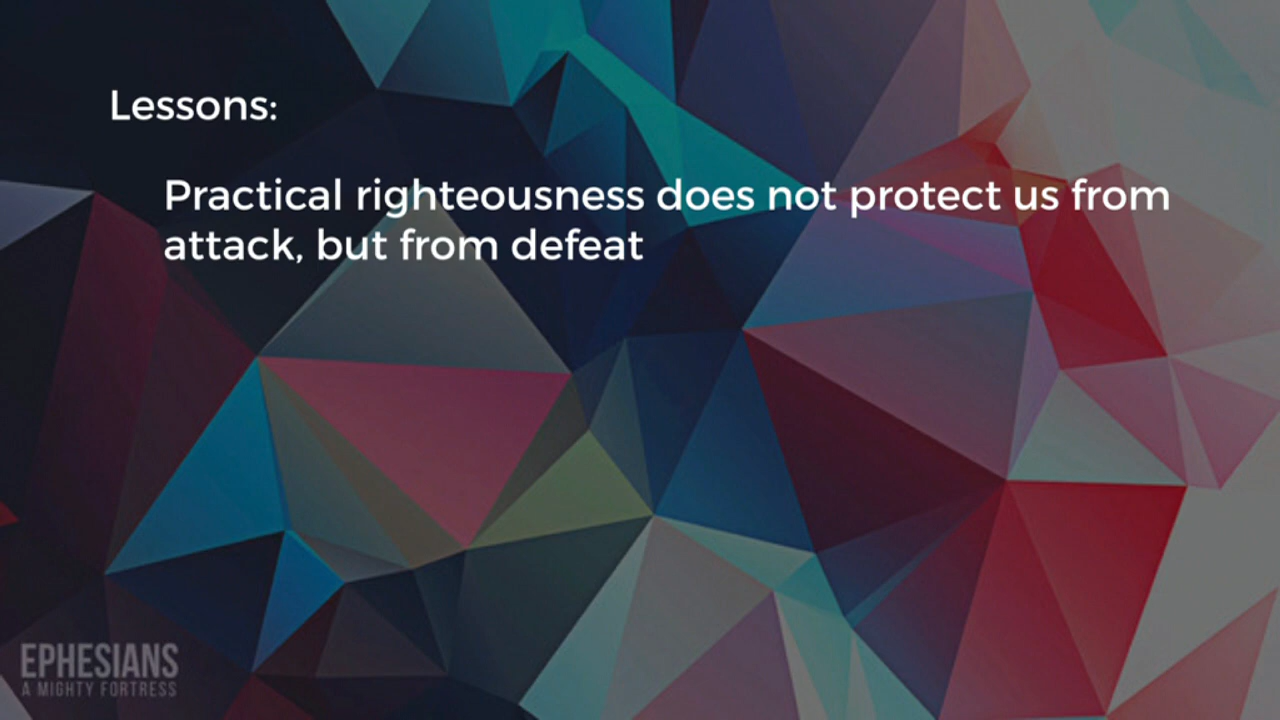 Lessons:
Practical righteousness does not protect us from
attack, but from defeat
EPHESIANS
A MIGHTY FORTRESS